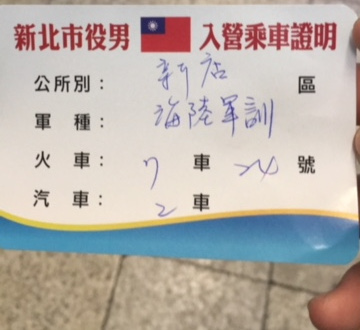 新北市役男 入營乘車證明
公所別： 新店 區
軍 種： 海陸軍訓
火 車： 7 車 24 號
汽 車： 2 車